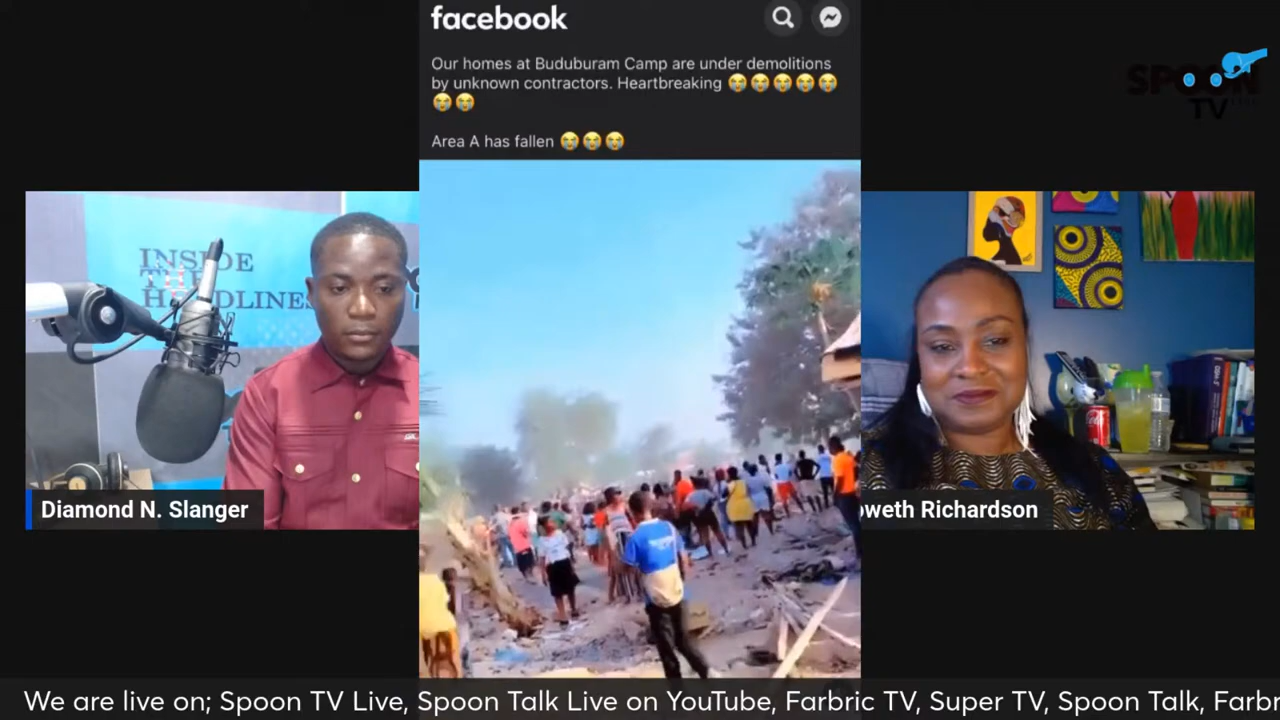 facebook
Our homes at Buduburam Camp are under demolitions
by unknown contractors. Heartbreaking 😭😭😭😭😭
😭😭
Area A has fallen 😭😭😭
SPOON
TV
INSIDE
THE
HEADLINES
Diamond N. Slanger
oweth Richardson
We are live on; Spoon TV Live, Spoon Talk Live on YouTube, Farbric TV, Super TV, Spoon Talk, Farbr